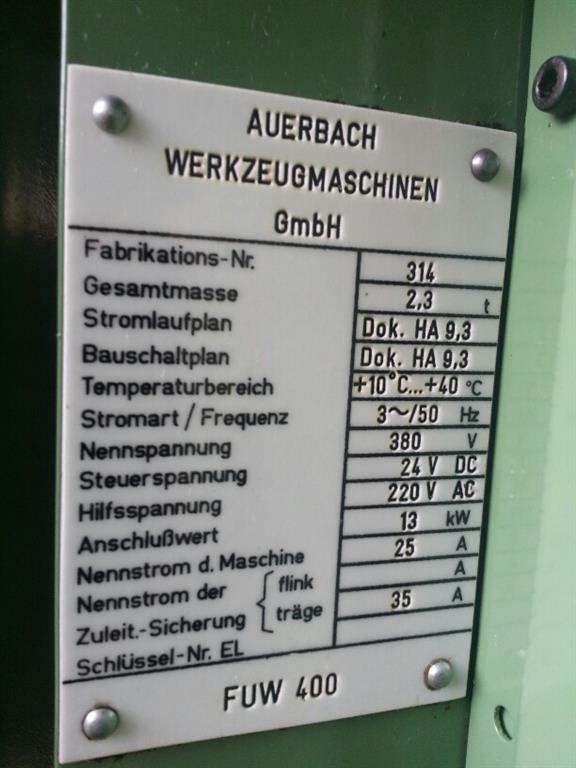 AUERBACH
WERKZEUGMASCHINEN
GmbH
Fabrikations-Nr. 314
Gesamtmasse 2,3 t
Stromlaufplan Dok. HA 9,3
Bauschaltplan Dok. HA 9,3
Temperaturbereich +10°C...+40 °C
Stromart / Frequenz 3~/50 Hz
Nennspannung 380 V
Steuerspannung 24 V DC
Hilfsspannung 220 V AC
Anschlußwert 13 kW
Nennstrom d. Maschine 25 A
Nennstrom der { flink A
Zuleit.-Sicherung { träge 35 A
Schlüssel-Nr. EL
FUW 400